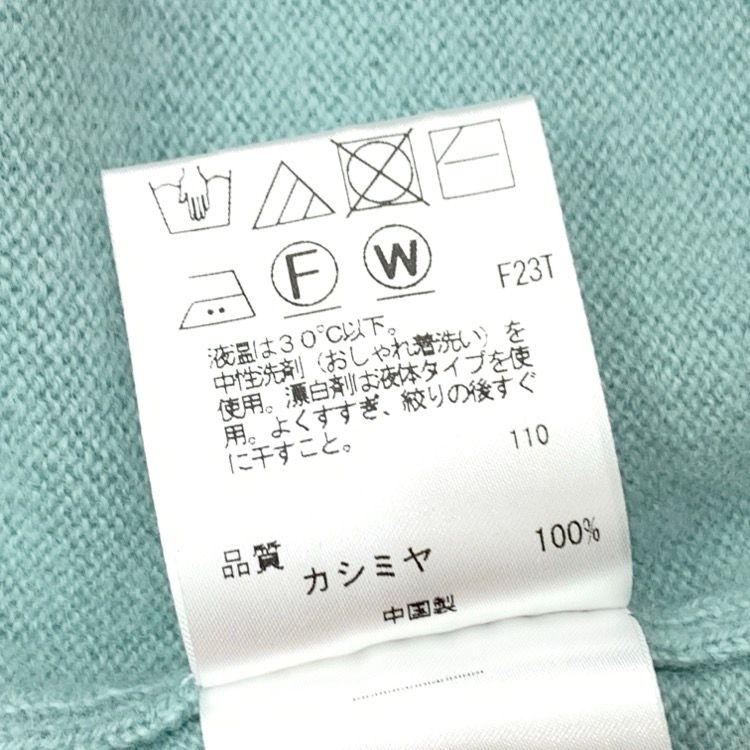 F W F23T
液温は30℃以下。
中性洗剤（おしゃれ着洗い）を
使用。漂白剤は液体タイプを使
用。よくすすぎ、絞りの後すぐ
に干すこと。 110
品質 カシミヤ 100%
中国製